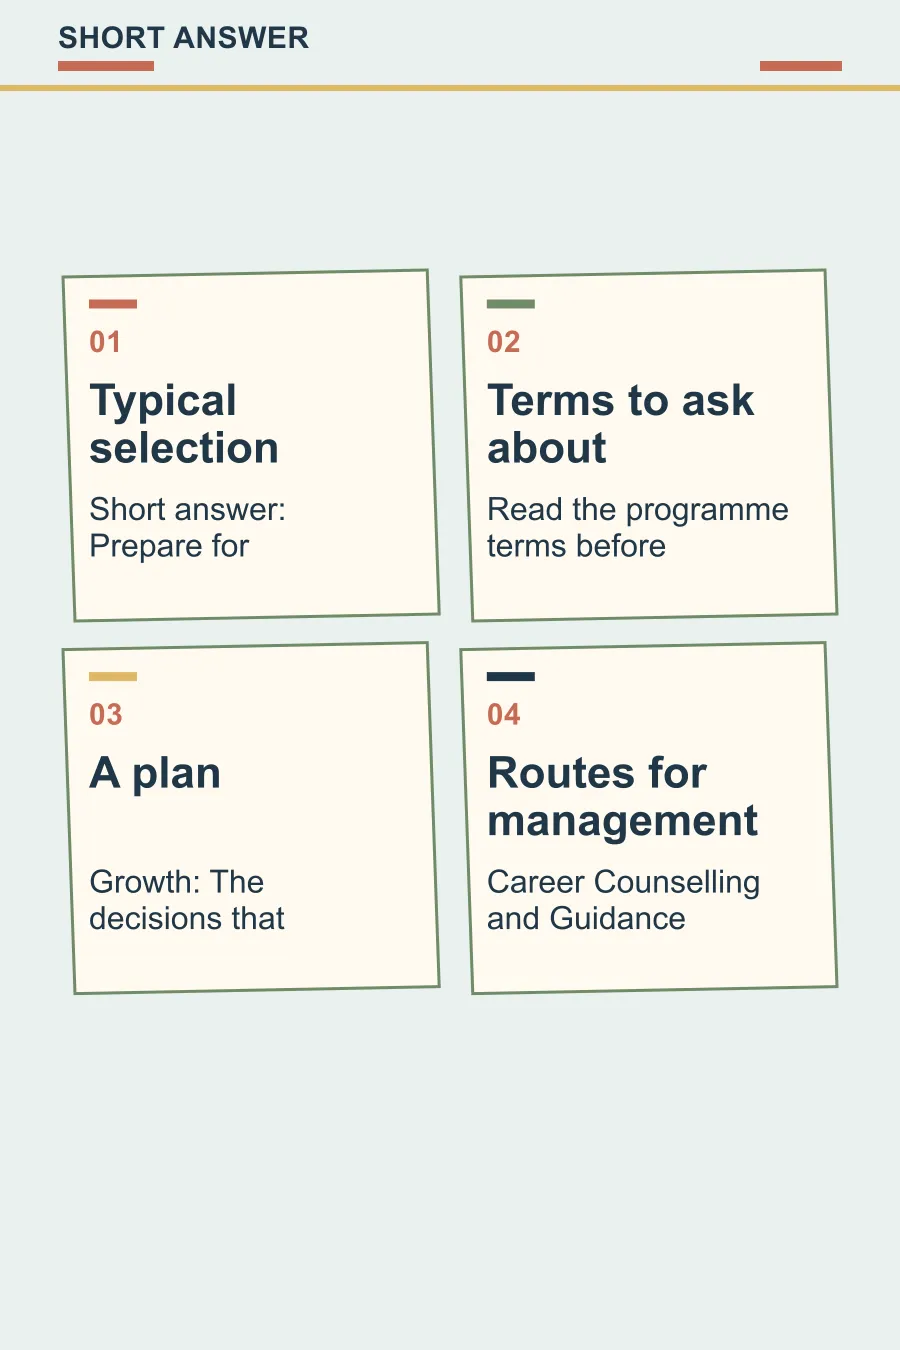 SHORT ANSWER
01
Typical
selection
Short answer:
Prepare for
02
Terms to ask
about
Read the programme
terms before
03
A plan
Growth: The
decisions that
04
Routes for
management
Career Counselling
and Guidance